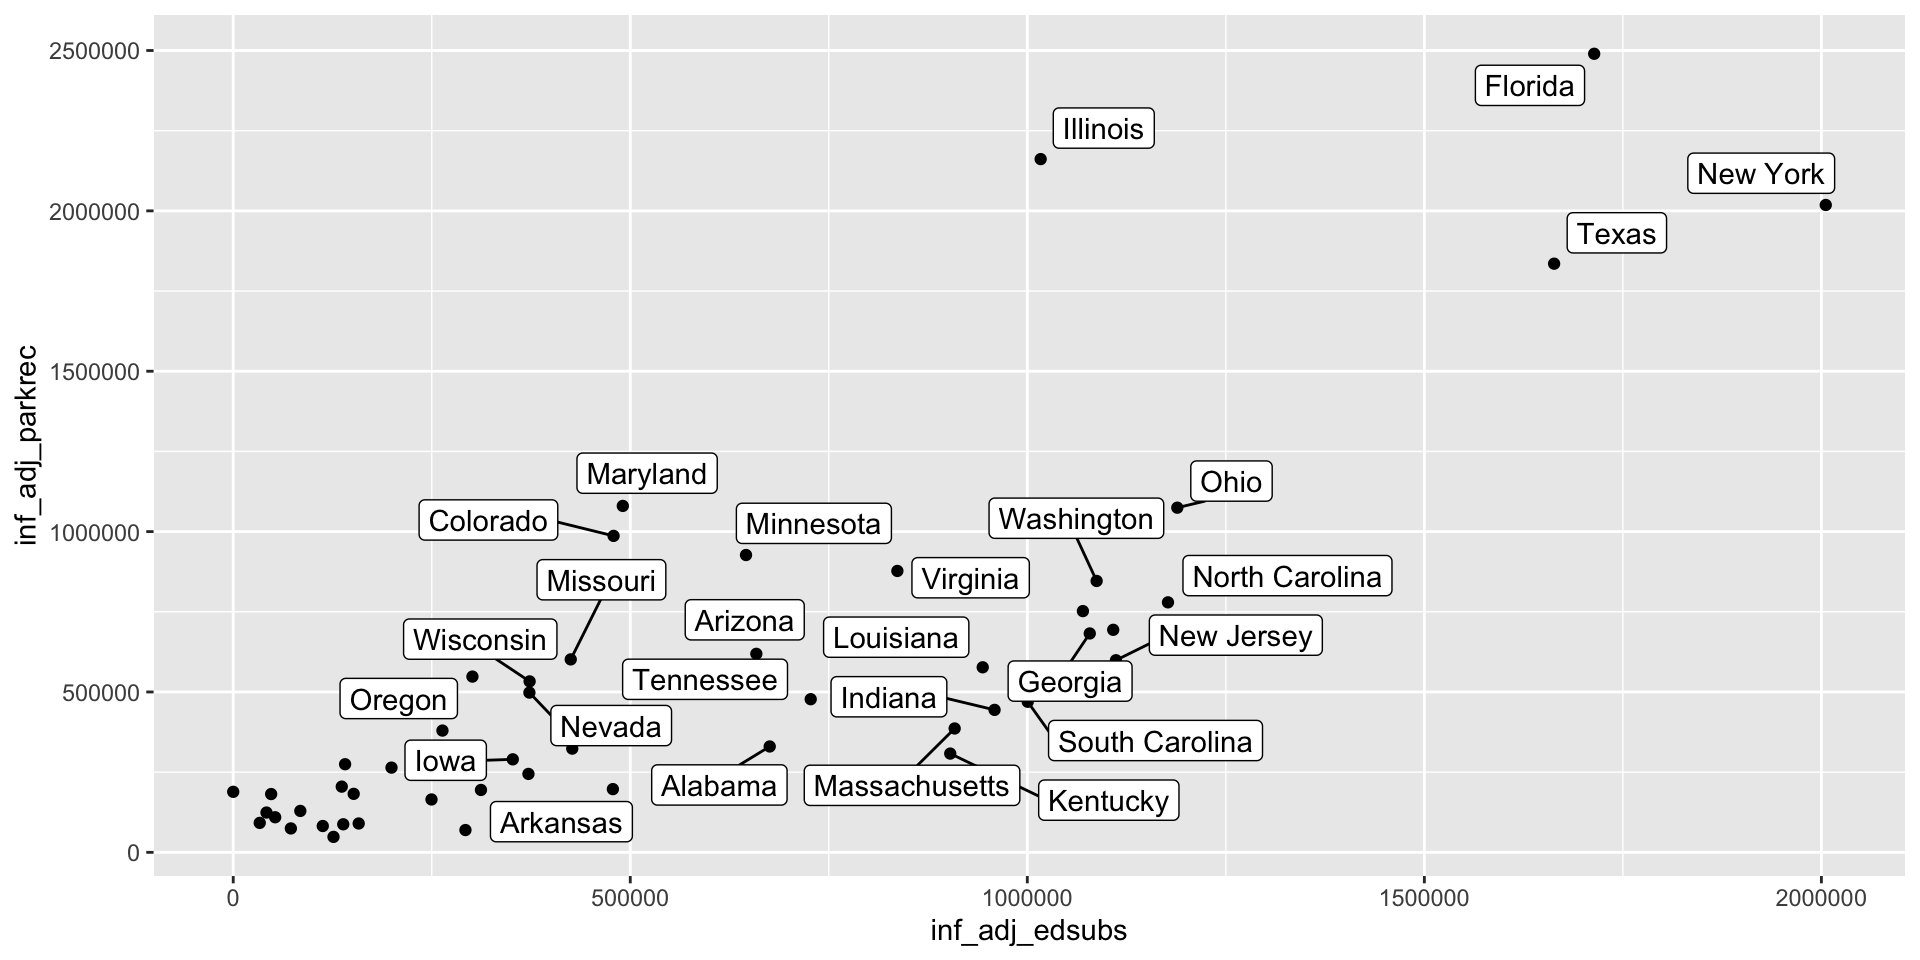 2500000
2000000
1500000
1000000
500000
0
inf_adj_parkrec
Florida
Illinois
New York
Texas
Maryland
Ohio
Colorado
Washington
Minnesota
Missouri
Virginia
North Carolina
Arizona
Wisconsin
Louisiana
New Jersey
Tennessee
Georgia
Oregon
Indiana
Nevada
South Carolina
Iowa
Alabama
Massachusetts
Kentucky
Arkansas
0
500000
1000000
1500000
2000000
inf_adj_edsubs